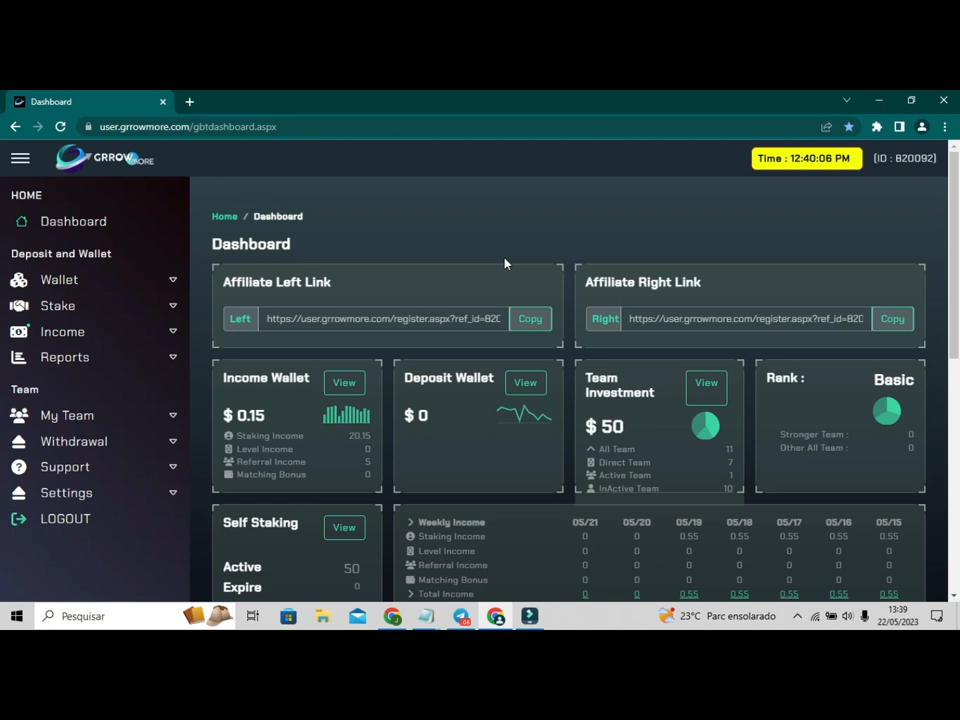 Dashboard
user.grrowmore.com/gbtdashboard.aspx
GRROWMORE
Time : 12:40:06 PM
(ID : 820092)
HOME
Dashboard
Deposit and Wallet
Wallet
Stake
Income
Reports
Team
My Team
Withdrawal
Support
Settings
LOGOUT
Home / Dashboard
Dashboard
Affiliate Left Link
Left https://user.grrowmore.com/register.aspx?ref_id=820 Copy
Affiliate Right Link
Right https://user.grrowmore.com/register.aspx?ref_id=820 Copy
Income Wallet View
$ 0.15
Staking Income 20.15
Level Income 0
Referral Income 5
Matching Bonus 0
Deposit Wallet View
$ 0
Team
Investment View
$ 50
All Team 11
Direct Team 7
Active Team 1
InActive Team 10
Rank : Basic
Stronger Team : 0
Other All Team : 0
Self Staking View
Active 50
Expire 0
Weekly Income 05/21 05/20 05/19 05/18 05/17 05/16 05/15
Staking Income 0 0 0.55 0.55 0.55 0.55 0.55
Level Income 0 0 0 0 0 0 0
Referral Income 0 0 0 0 0 0 0
Matching Bonus 0 0 0 0 0 0 0
Total Income 0 0 0.55 0.55 0.55 0.55 0.55
Pesquisar
23°C Parc ensolarado
13:39
22/05/2023